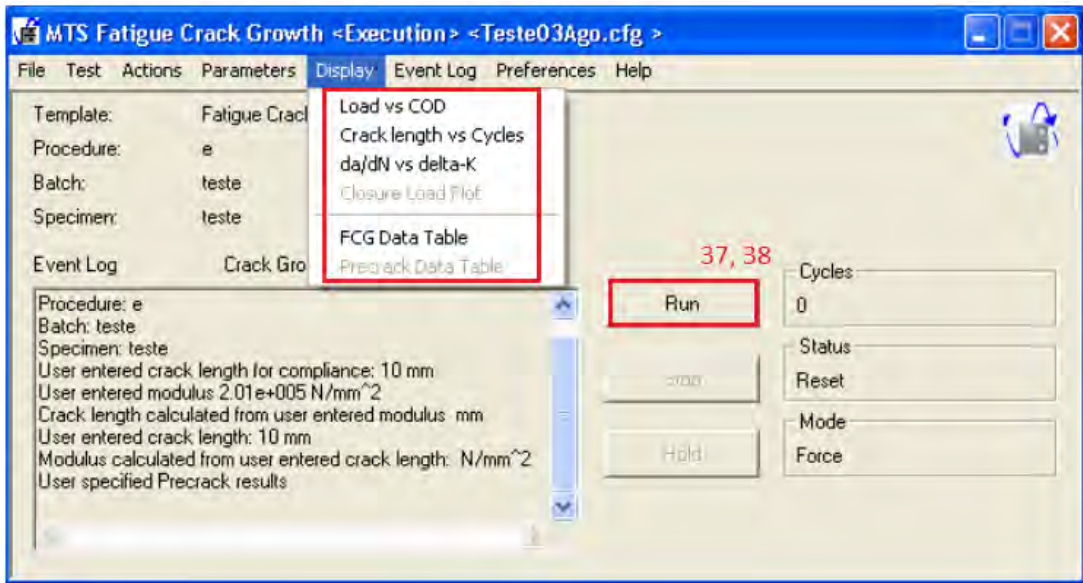 MTS Fatigue Crack Growth <Execution> <Teste03Ago.cfg >
File Test Actions Parameters Display Event Log Preferences Help
Template: Fatigue Crac
Procedure: e
Batch: teste
Specimen: teste
Load vs COD
Crack length vs Cycles
da/dN vs delta-K
Closure Load Plot
FCG Data Table
Precrack Data Table
Event Log Crack Gro
Procedure: e
Batch: teste
Specimen: teste
User entered crack length for compliance: 10 mm
User entered modulus 2.01e+005 N/mm^2
Crack length calculated from user entered modulus mm
User entered crack length: 10 mm
Modulus calculated from user entered crack length: N/mm^2
User specified Precrack results
37, 38
Run
Stop
Hold
Cycles
0
Status
Reset
Mode
Force